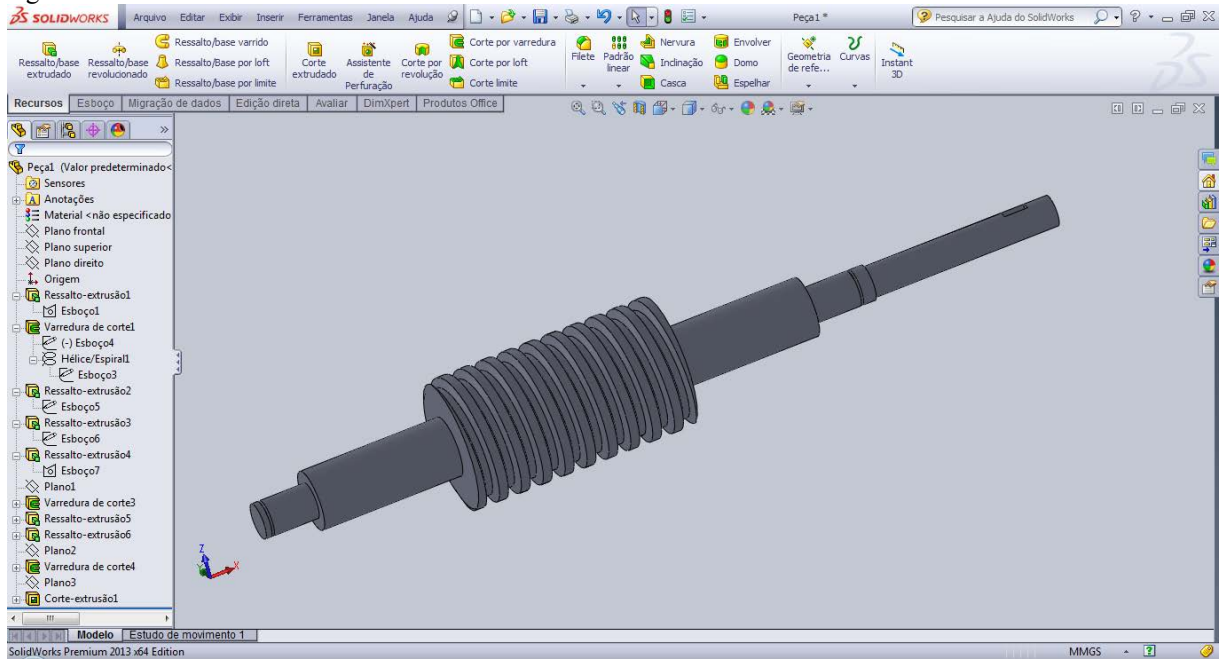 SOLIDWORKS Arquivo Editar Exibir Inserir Ferramentas Janela Ajuda Peça1 * Pesquisar a Ajuda do SolidWorks
Ressalto/base extrudado
Ressalto/base revolucionado
Ressalto/base varrido
Ressalto/base por loft
Ressalto/base por limite
Corte extrudado
Assistente de Perfuração
Corte por revolução
Corte por varredura
Corte por loft
Corte limite
Filete
Padrão linear
Nervura
Inclinação
Casca
Envolver
Domo
Espelhar
Geometria de refe...
Curvas
Instant 3D
Recursos Esboço Migração de dados Edição direta Avaliar DimXpert Produtos Office
Peça1 (Valor predeterminado<
Sensores
Anotações
Material <não especificado
Plano frontal
Plano superior
Plano direito
Origem
Ressalto-extrusão1
Esboço1
Varredura de corte1
(-) Esboço4
Hélice/Espiral1
Esboço3
Ressalto-extrusão2
Esboço5
Ressalto-extrusão3
Esboço6
Ressalto-extrusão4
Esboço7
Plano1
Varredura de corte3
Ressalto-extrusão5
Ressalto-extrusão6
Plano2
Varredura de corte4
Plano3
Corte-extrusão1
Z
X
Modelo Estudo de movimento 1
SolidWorks Premium 2013 x64 Edition MMGS